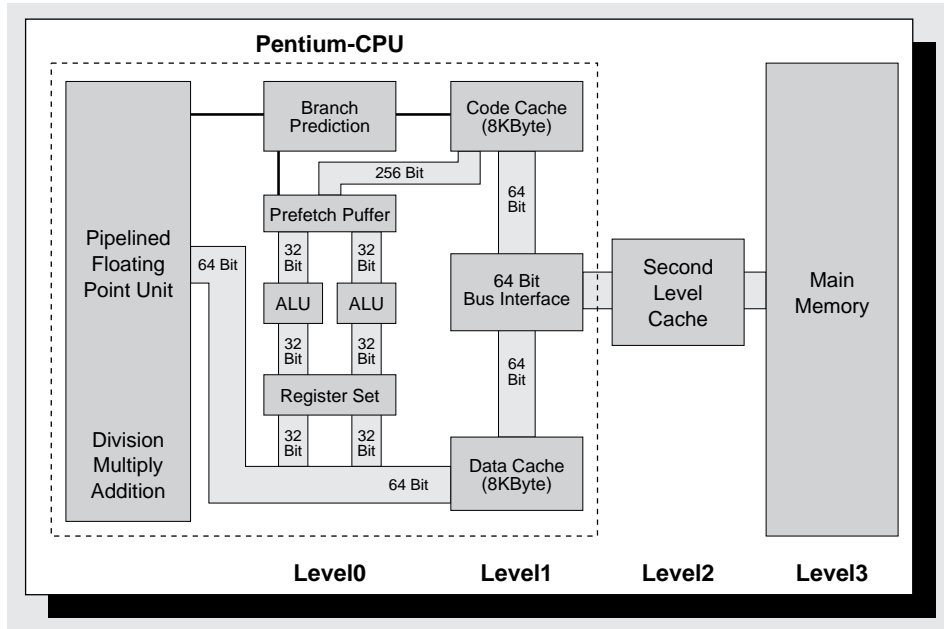 Pentium-CPU
Branch
Prediction
Code Cache
(8KByte)
256 Bit
64
Bit
Prefetch Puffer
Pipelined
Floating
Point Unit
64 Bit
32
Bit
32
Bit
ALU
ALU
64 Bit
Bus Interface
Second
Level
Cache
Main
Memory
32
Bit
32
Bit
64
Bit
Register Set
32
Bit
32
Bit
Division
Multiply
Addition
64 Bit
Data Cache
(8KByte)
Level0
Level1
Level2
Level3